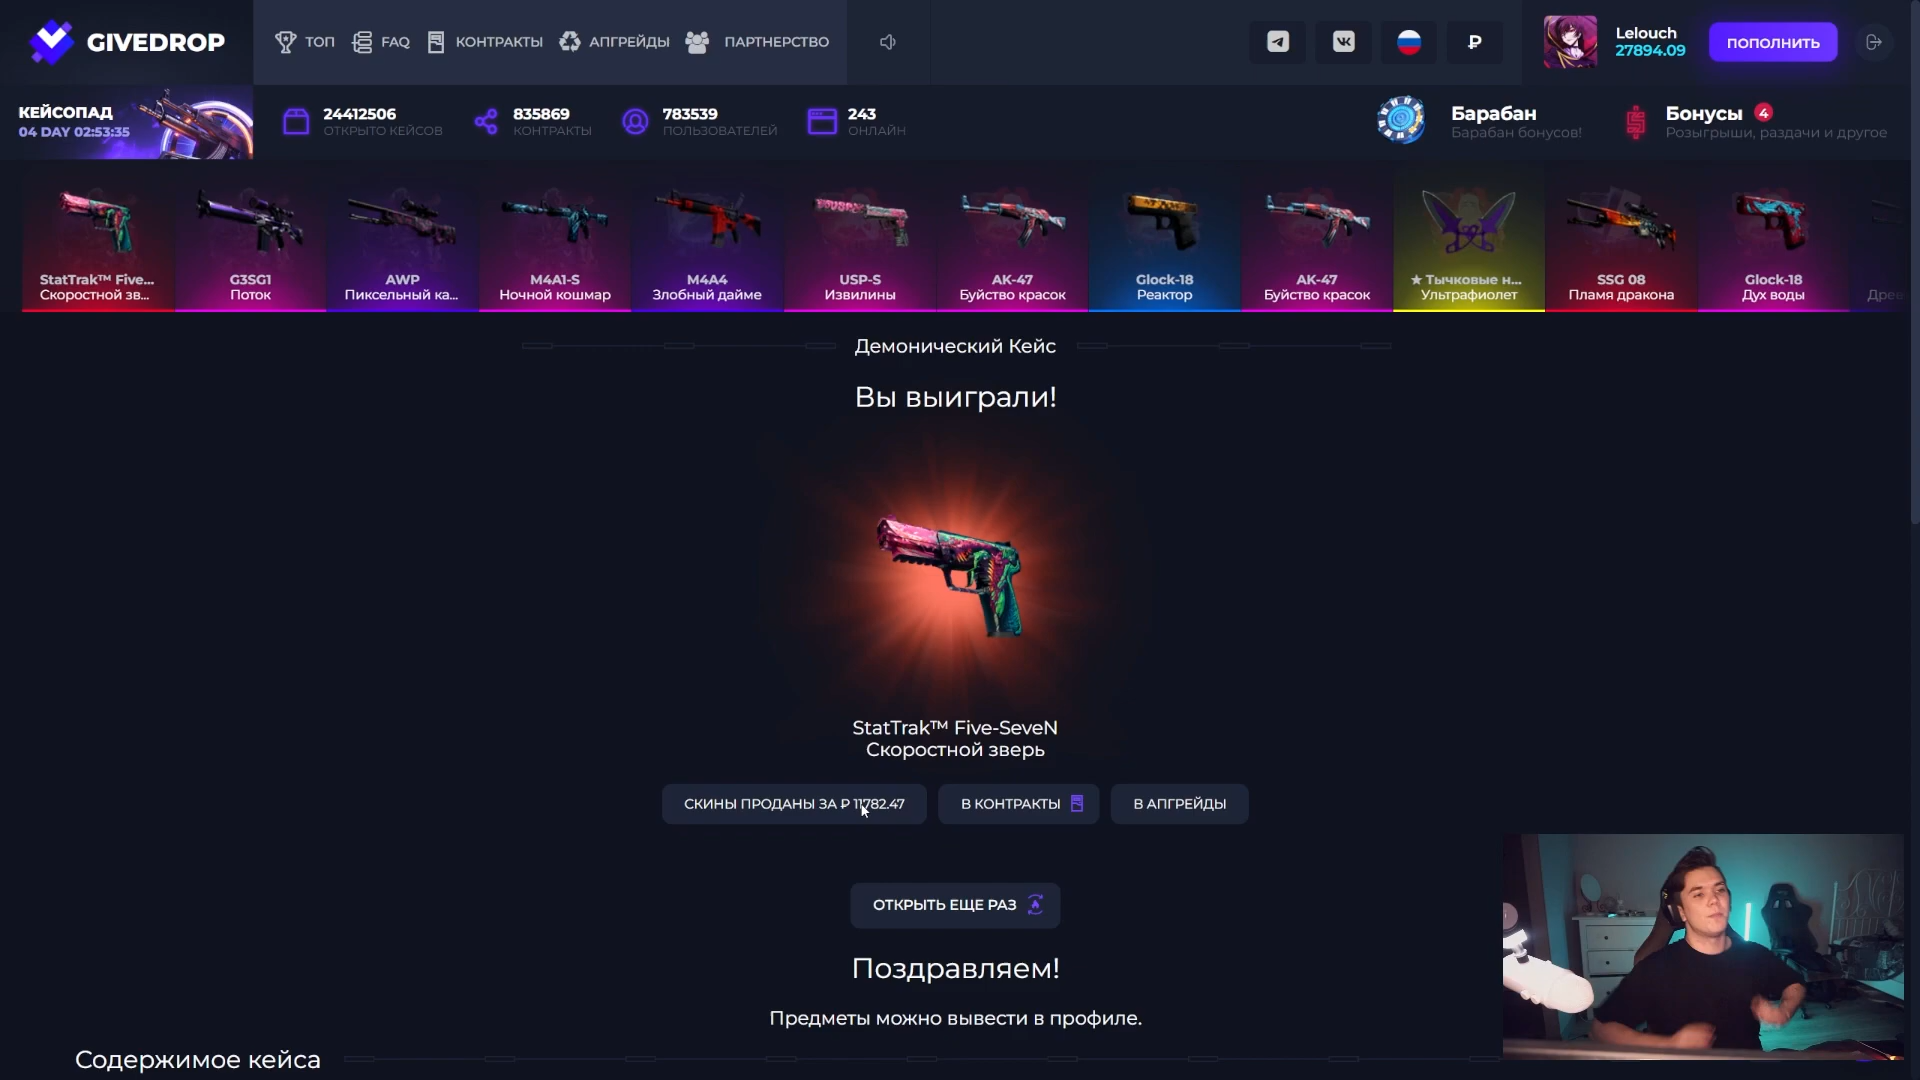 GIVEDROP
ТОП
FAQ
КОНТРАКТЫ
АПГРЕЙДЫ
ПАРТНЕРСТВО
Lelouch
27894.09
ПОПОЛНИТЬ
КЕЙСОПАД
04 DAY 02:53:35
24412506
ОТКРЫТО КЕЙСОВ
835869
КОНТРАКТЫ
783539
ПОЛЬЗОВАТЕЛЕЙ
243
ОНЛАЙН
Барабан
Барабан бонусов!
Бонусы 4
Розыгрыши, раздачи и другое
StatTrak™ Five...
Скоростной зв...
G3SG1
Поток
AWP
Пиксельный ка...
M4A1-S
Ночной кошмар
M4A4
Злобный дайме
USP-S
Извилины
AK-47
Буйство красок
Glock-18
Реактор
AK-47
Буйство красок
★ Тычковые н...
Ультрафиолет
SSG 08
Пламя дракона
Glock-18
Дух воды
Демонический Кейс
Вы выиграли!
StatTrak™ Five-SeveN
Скоростной зверь
СКИНЫ ПРОДАНЫ ЗА ₽ 11782.47
В КОНТРАКТЫ
В АПГРЕЙДЫ
ОТКРЫТЬ ЕЩЕ РАЗ
Поздравляем!
Предметы можно вывести в профиле.
Содержимое кейса